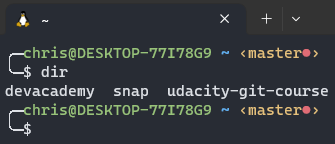 ~
╭─chris@DESKTOP-77I78G9 ~ ‹master●›
╰─$ dir
devacademy  snap  udacity-git-course
╭─chris@DESKTOP-77I78G9 ~ ‹master●›
╰─$